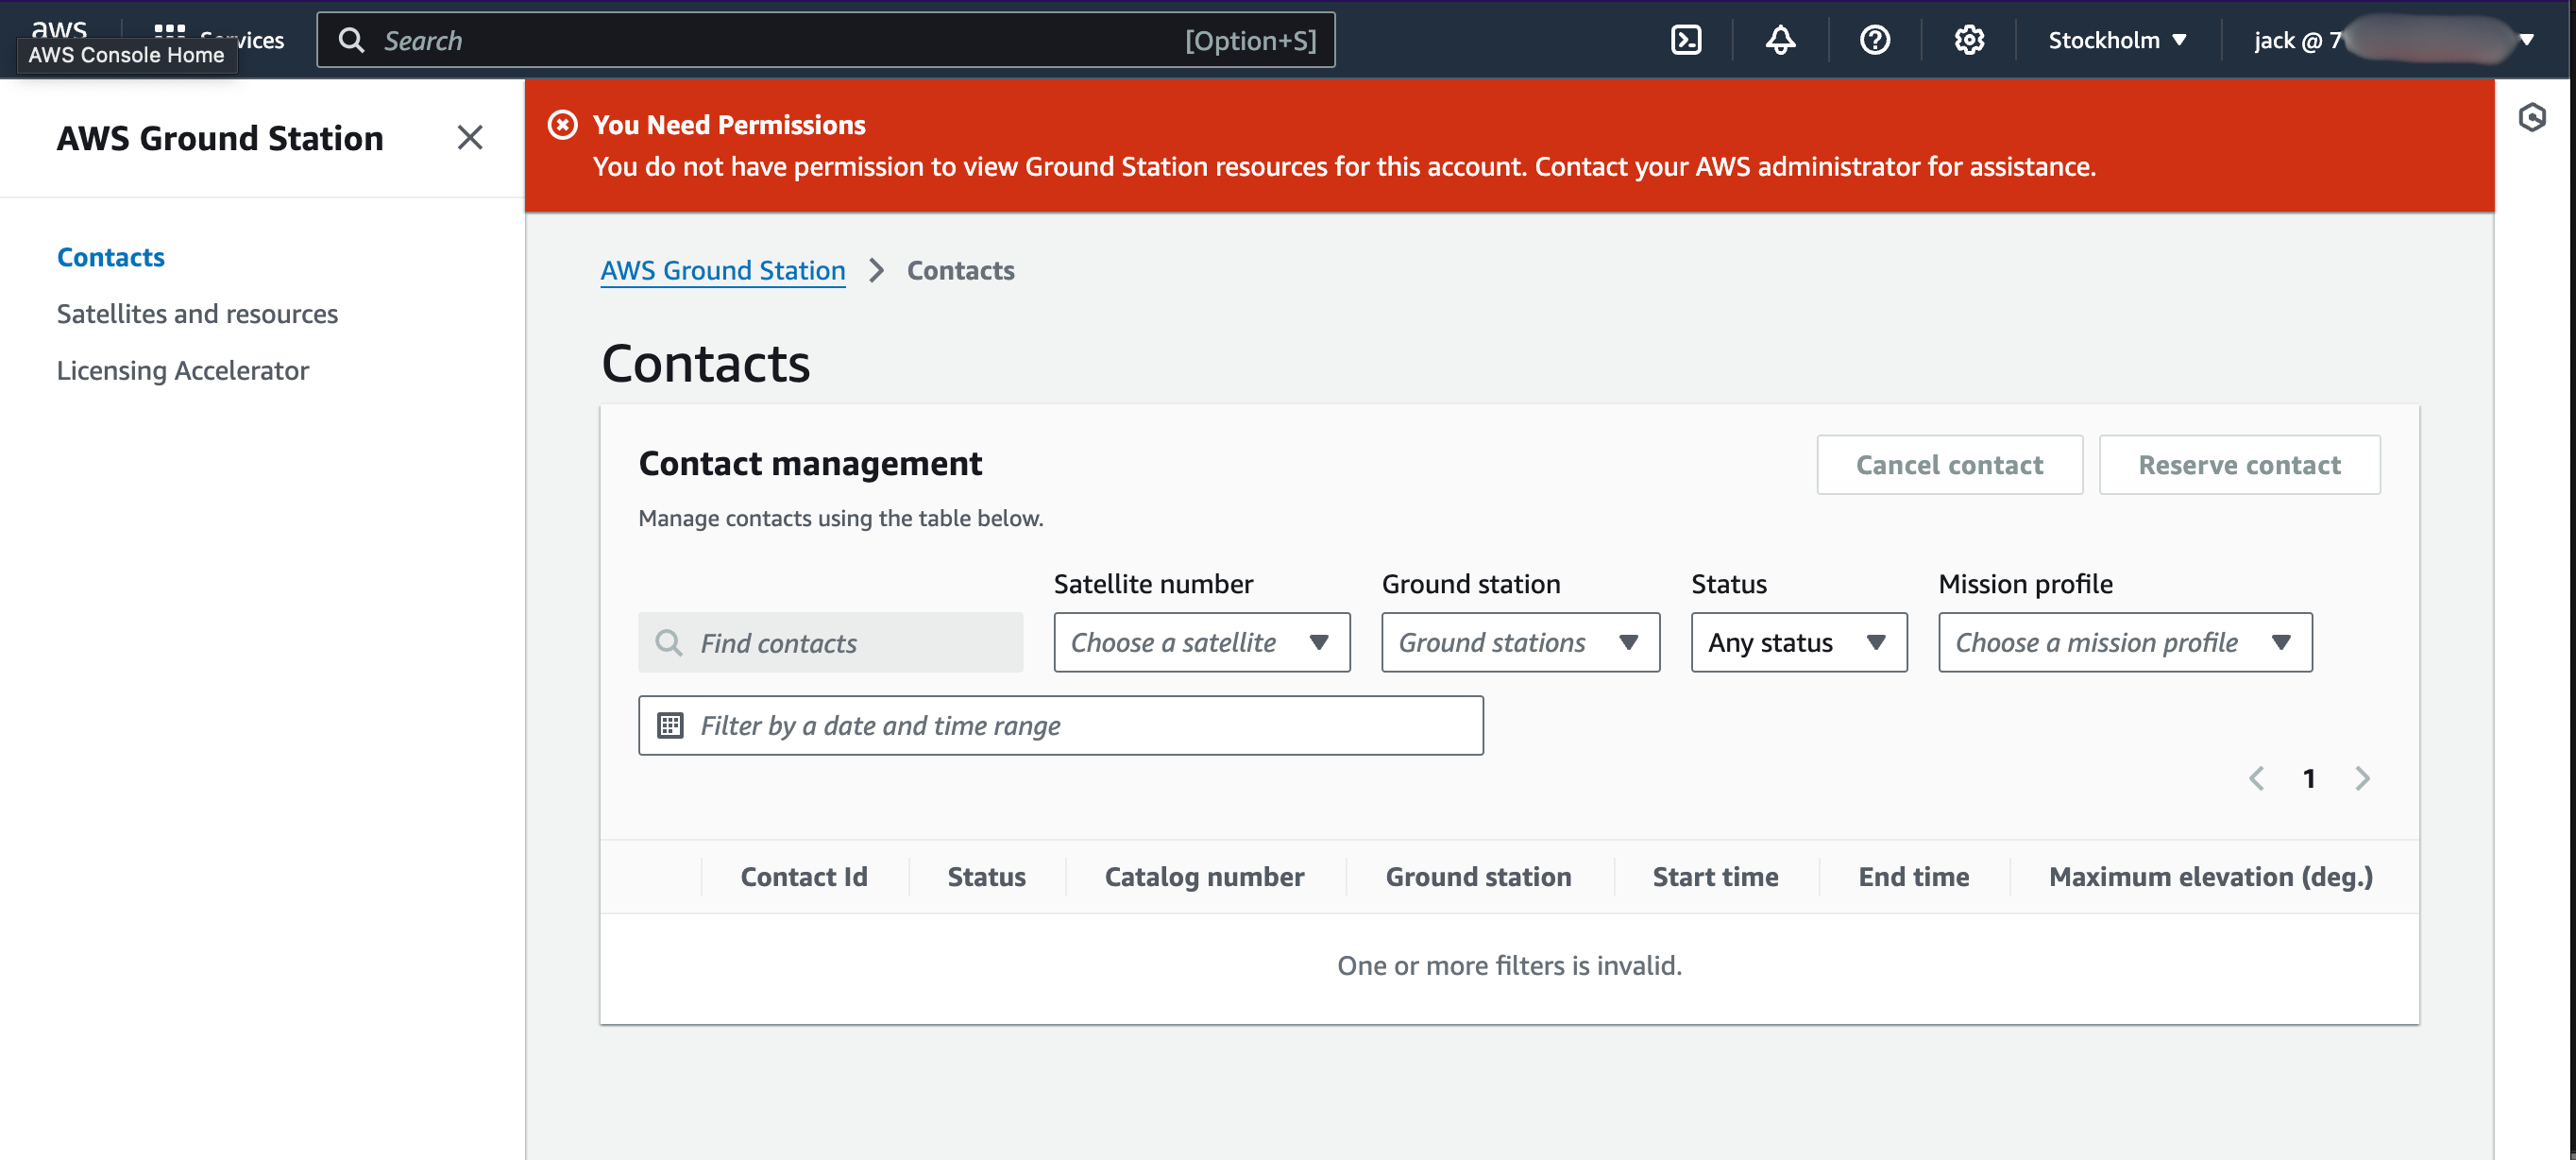 aws
Services
Search
[Option+S]
Stockholm
jack @ 7
AWS Console Home
AWS Ground Station
Contacts
Satellites and resources
Licensing Accelerator
You Need Permissions
You do not have permission to view Ground Station resources for this account. Contact your AWS administrator for assistance.
AWS Ground Station > Contacts
Contacts
Contact management
Cancel contact
Reserve contact
Manage contacts using the table below.
Satellite number
Ground station
Status
Mission profile
Find contacts
Choose a satellite
Ground stations
Any status
Choose a mission profile
Filter by a date and time range
< 1 >
Contact Id
Status
Catalog number
Ground station
Start time
End time
Maximum elevation (deg.)
One or more filters is invalid.